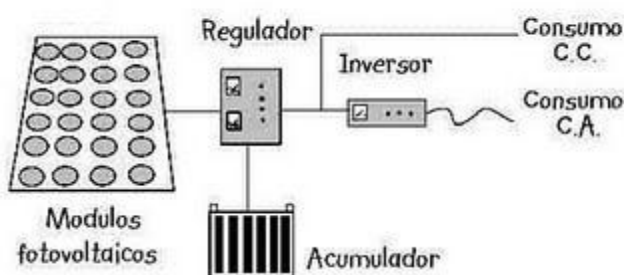 Regulador
Consumo
C.C.
Inversor
Consumo
C.A.
Modulos
fotovoltaicos
Acumulador